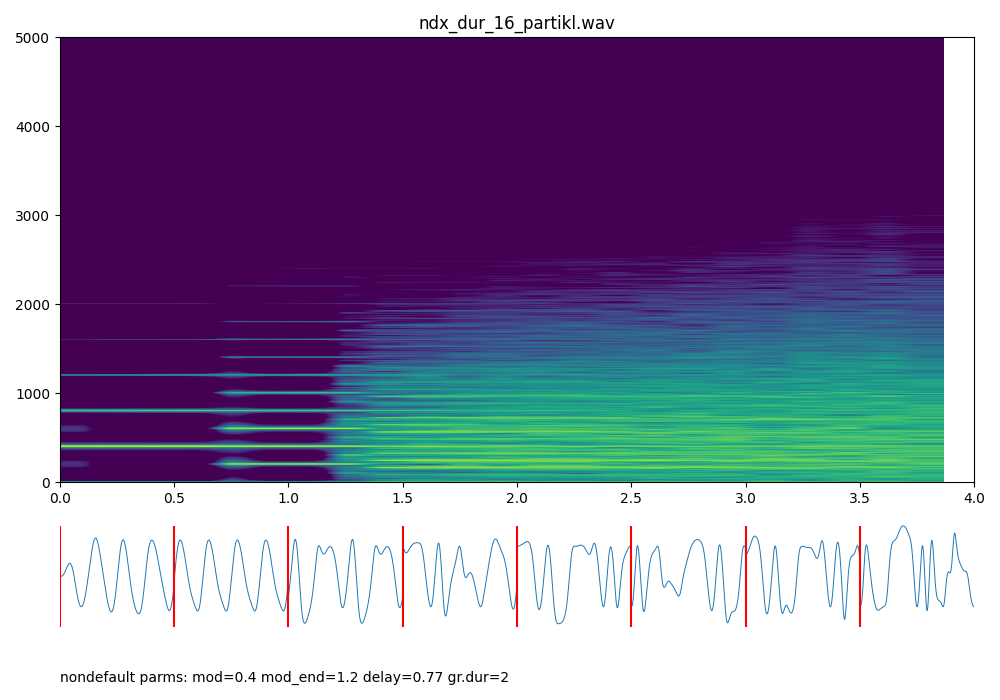 ndx_dur_16_partikl.wav
5000
4000
3000
2000
1000
0
0.0 0.5 1.0 1.5 2.0 2.5 3.0 3.5 4.0
nondefault parms: mod=0.4 mod_end=1.2 delay=0.77 gr.dur=2